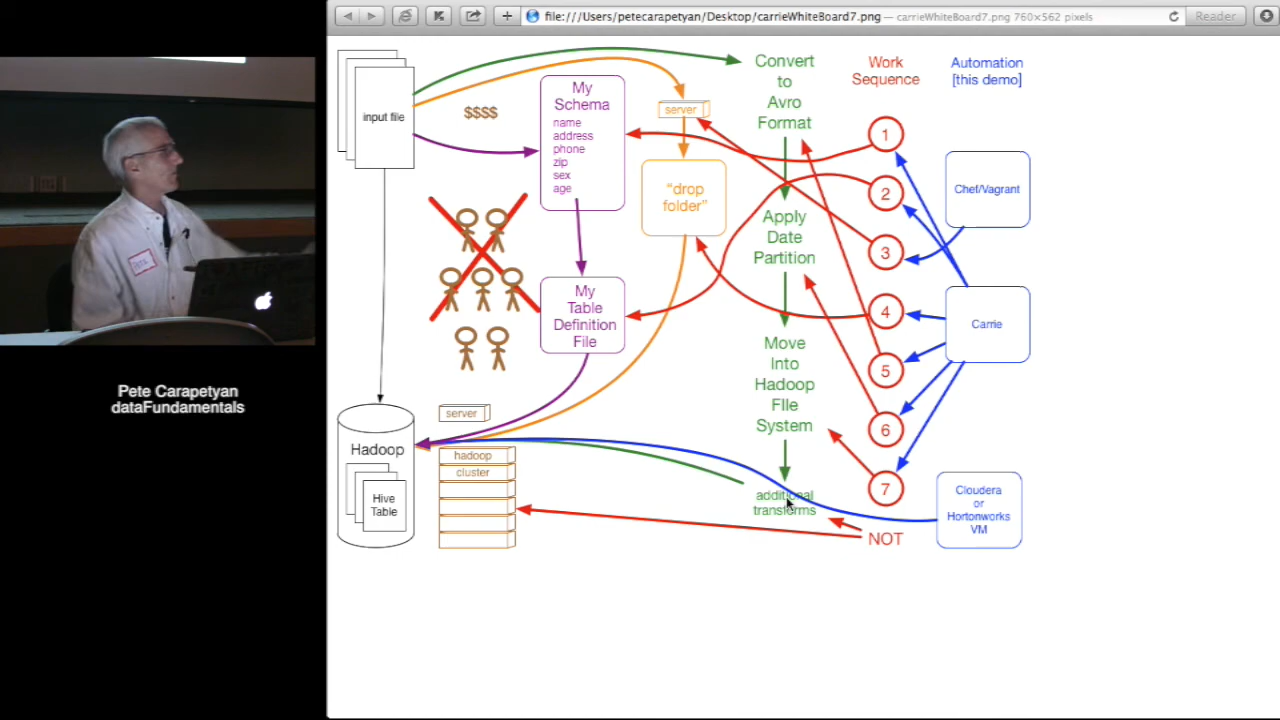 file:///Users/petecarapetyan/Desktop/carrieWhiteBoard7.png — carrieWhiteBoard7.png 760×562 pixels
Reader
input file
$$$$
My
Schema
name
address
phone
zip
sex
age
server
"drop
folder"
My
Table
Definition
File
Convert
to
Avro
Format
Apply
Date
Partition
Move
Into
Hadoop
FIle
System
additional
transforms
Work
Sequence
1
2
3
4
5
6
7
NOT
Automation
[this demo]
Chef/Vagrant
Carrie
Cloudera
or
Hortonworks
VM
server
hadoop
cluster
Hadoop
Hive
Table
Pete Carapetyan
dataFundamentals